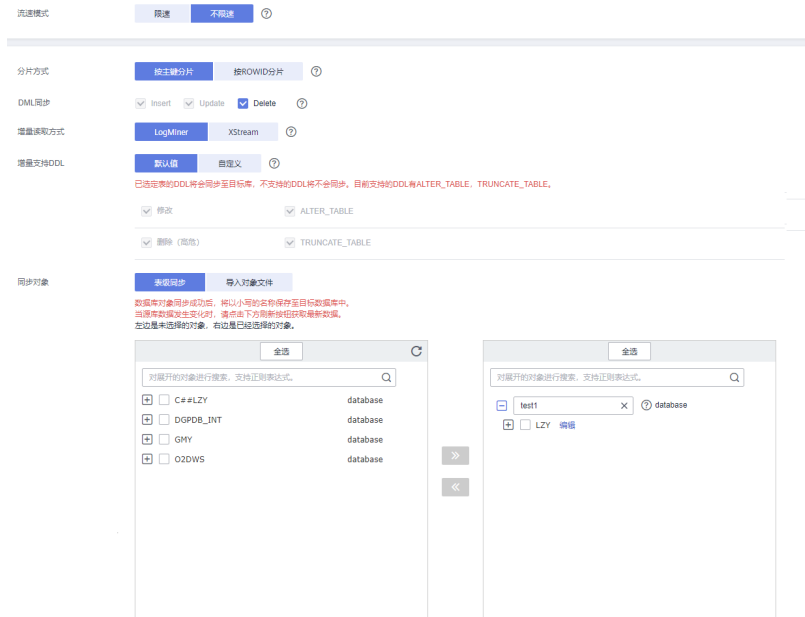 流速模式 限速 不限速
分片方式 按主键分片 按ROWID分片
DML同步 Insert Update Delete
增量读取方式 LogMiner XStream
增量支持DDL 默认值 自定义
已选定表的DDL将会同步至目标库，不支持的DDL将不会同步。目前支持的DDL有ALTER_TABLE，TRUNCATE_TABLE。
修改 ALTER_TABLE
删除（高危） TRUNCATE_TABLE
同步对象 表级同步 导入对象文件
数据库对象同步成功后，将以小写的名称保存至目标数据库中。
当源库数据发生变化时，请点击下方刷新按钮获取最新数据。
左边是未选择的对象，右边是已经选择的对象。
全选
对展开的对象进行搜索，支持正则表达式。
C##LZY database
DGPDB_INT database
GMY database
O2DWS database
全选
对展开的对象进行搜索，支持正则表达式。
test1 database
LZY 编辑